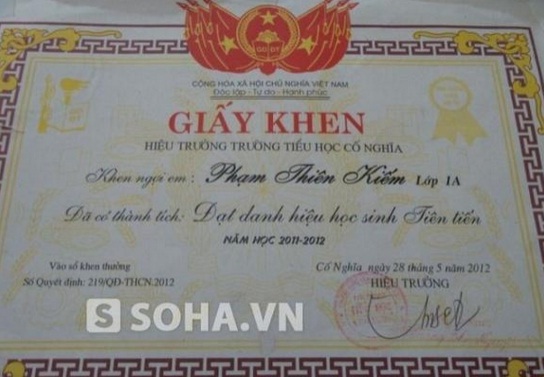 CỘNG HÒA XÃ HỘI CHỦ NGHĨA VIỆT NAM
Độc lập - Tự do - Hạnh phúc
GIẤY KHEN
HIỆU TRƯỞNG TRƯỜNG TIỂU HỌC CỔ NGHĨA
Khen ngợi em: Phạm Thiên Kiếm Lớp 1A
Đã có thành tích: Đạt danh hiệu học sinh Tiên tiến
NĂM HỌC 2011-2012
Vào sổ khen thưởng
Số Quyết định: 219/QĐ-THCN.2012
Cổ Nghĩa, ngày 28 tháng 5 năm 2012
HIỆU TRƯỞNG
S SOHA.VN